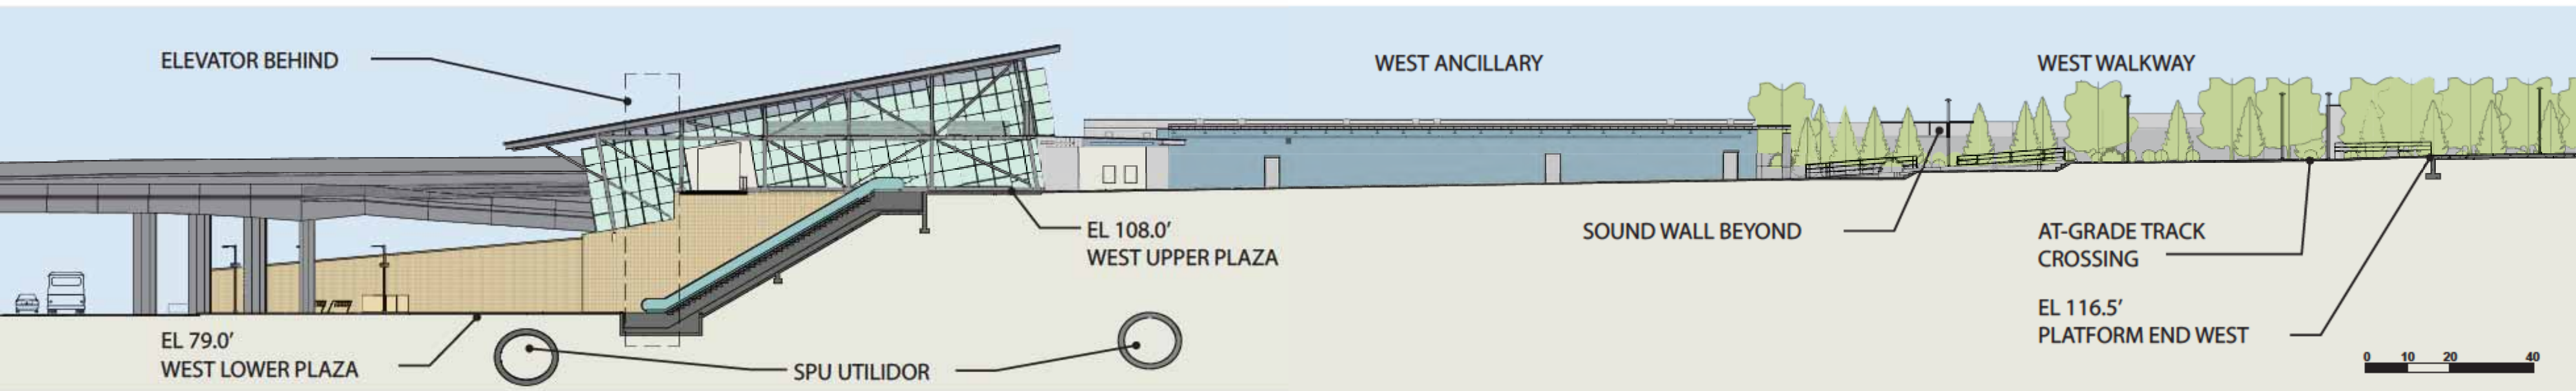 ELEVATOR BEHIND
WEST ANCILLARY
WEST WALKWAY
EL 108.0′
WEST UPPER PLAZA
SOUND WALL BEYOND
AT-GRADE TRACK
CROSSING
EL 116.5′
PLATFORM END WEST
EL 79.0′
WEST LOWER PLAZA
SPU UTILIDOR
0 10 20 40